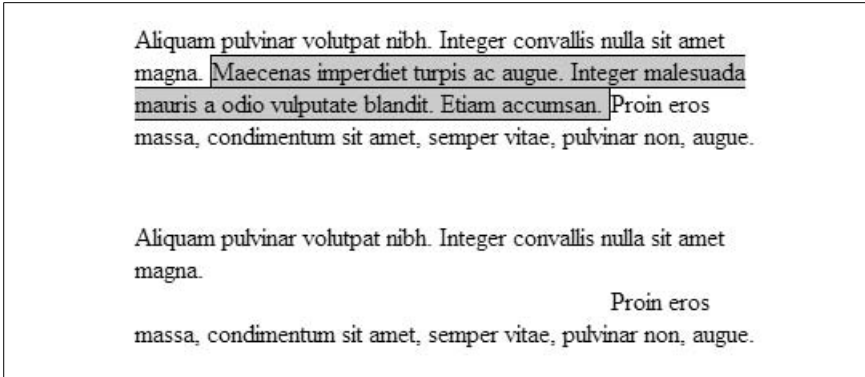 Aliquam pulvinar volutpat nibh. Integer convallis nulla sit amet
magna. Maecenas imperdiet turpis ac augue. Integer malesuada
mauris a odio vulputate blandit. Etiam accumsan. Proin eros
massa, condimentum sit amet, semper vitae, pulvinar non, augue.
Aliquam pulvinar volutpat nibh. Integer convallis nulla sit amet
magna.
Proin eros
massa, condimentum sit amet, semper vitae, pulvinar non, augue.